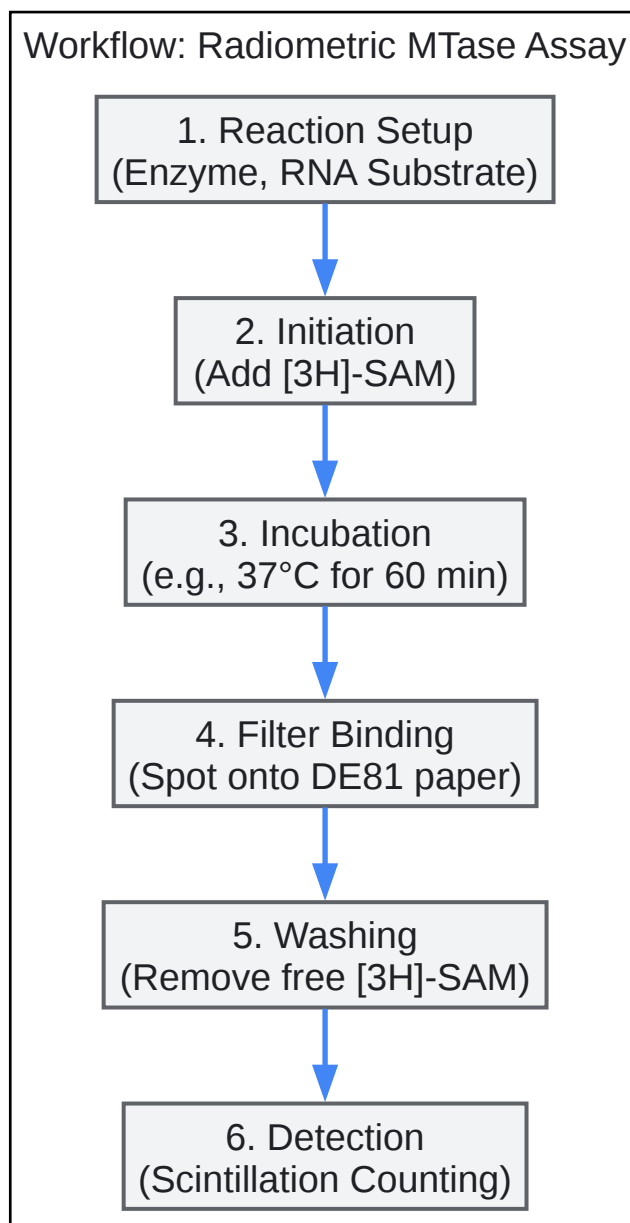 Workflow: Radiometric MTase Assay
1. Reaction Setup
(Enzyme, RNA Substrate)
2. Initiation
(Add [3H]-SAM)
3. Incubation
(e.g., 37°C for 60 min)
4. Filter Binding
(Spot onto DE81 paper)
5. Washing
(Remove free [3H]-SAM)
6. Detection
(Scintillation Counting)